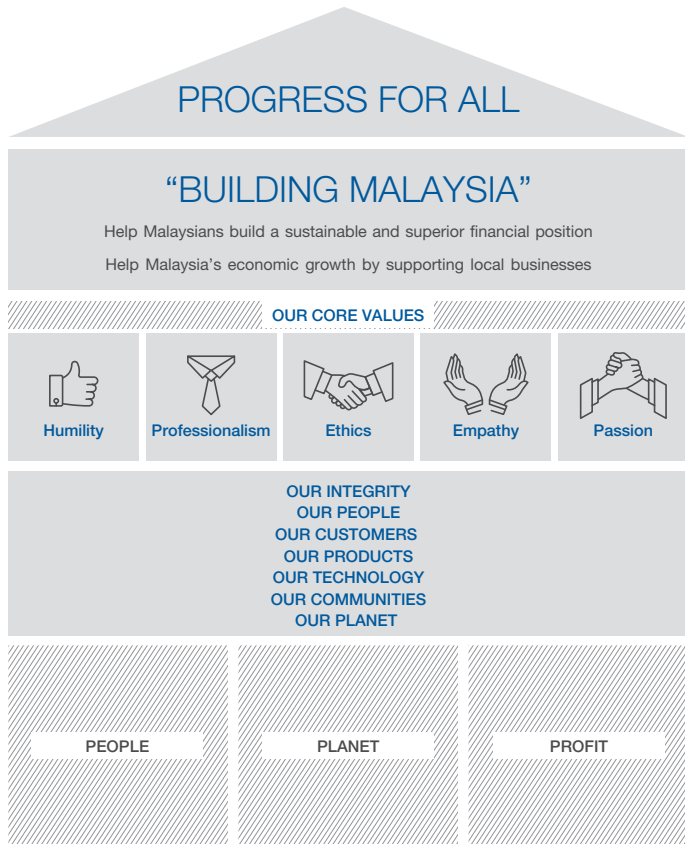 PROGRESS FOR ALL
“BUILDING MALAYSIA”
Help Malaysians build a sustainable and superior financial position
Help Malaysia’s economic growth by supporting local businesses
OUR CORE VALUES
Humility
Professionalism
Ethics
Empathy
Passion
OUR INTEGRITY
OUR PEOPLE
OUR CUSTOMERS
OUR PRODUCTS
OUR TECHNOLOGY
OUR COMMUNITIES
OUR PLANET
PEOPLE
PLANET
PROFIT